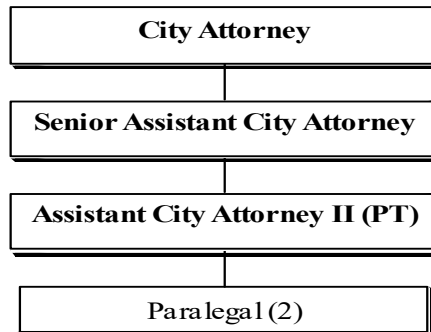 City Attorney
Senior Assistant City Attorney
Assistant City Attorney II (PT)
Paralegal (2)